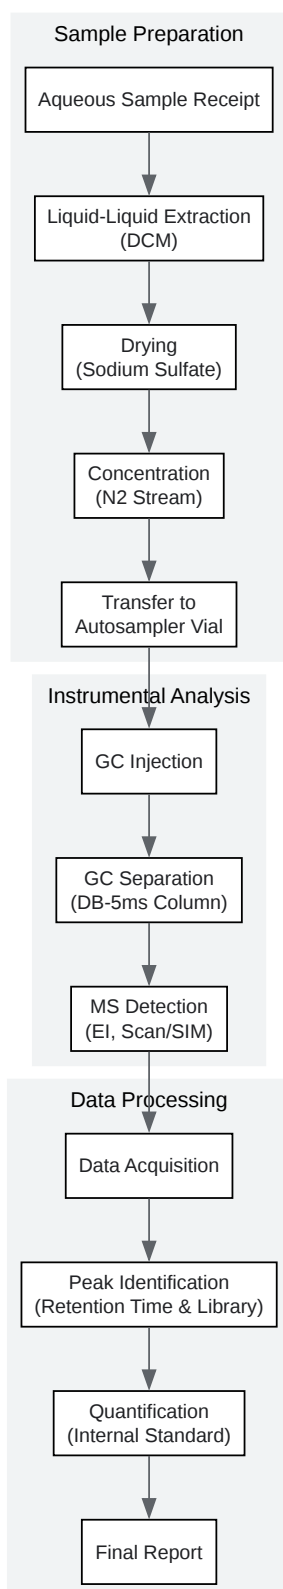 Sample Preparation
Aqueous Sample Receipt
Liquid-Liquid Extraction
(DCM)
Drying
(Sodium Sulfate)
Concentration
(N2 Stream)
Transfer to
Autosampler Vial
Instrumental Analysis
GC Injection
GC Separation
(DB-5ms Column)
MS Detection
(EI, Scan/SIM)
Data Processing
Data Acquisition
Peak Identification
(Retention Time & Library)
Quantification
(Internal Standard)
Final Report